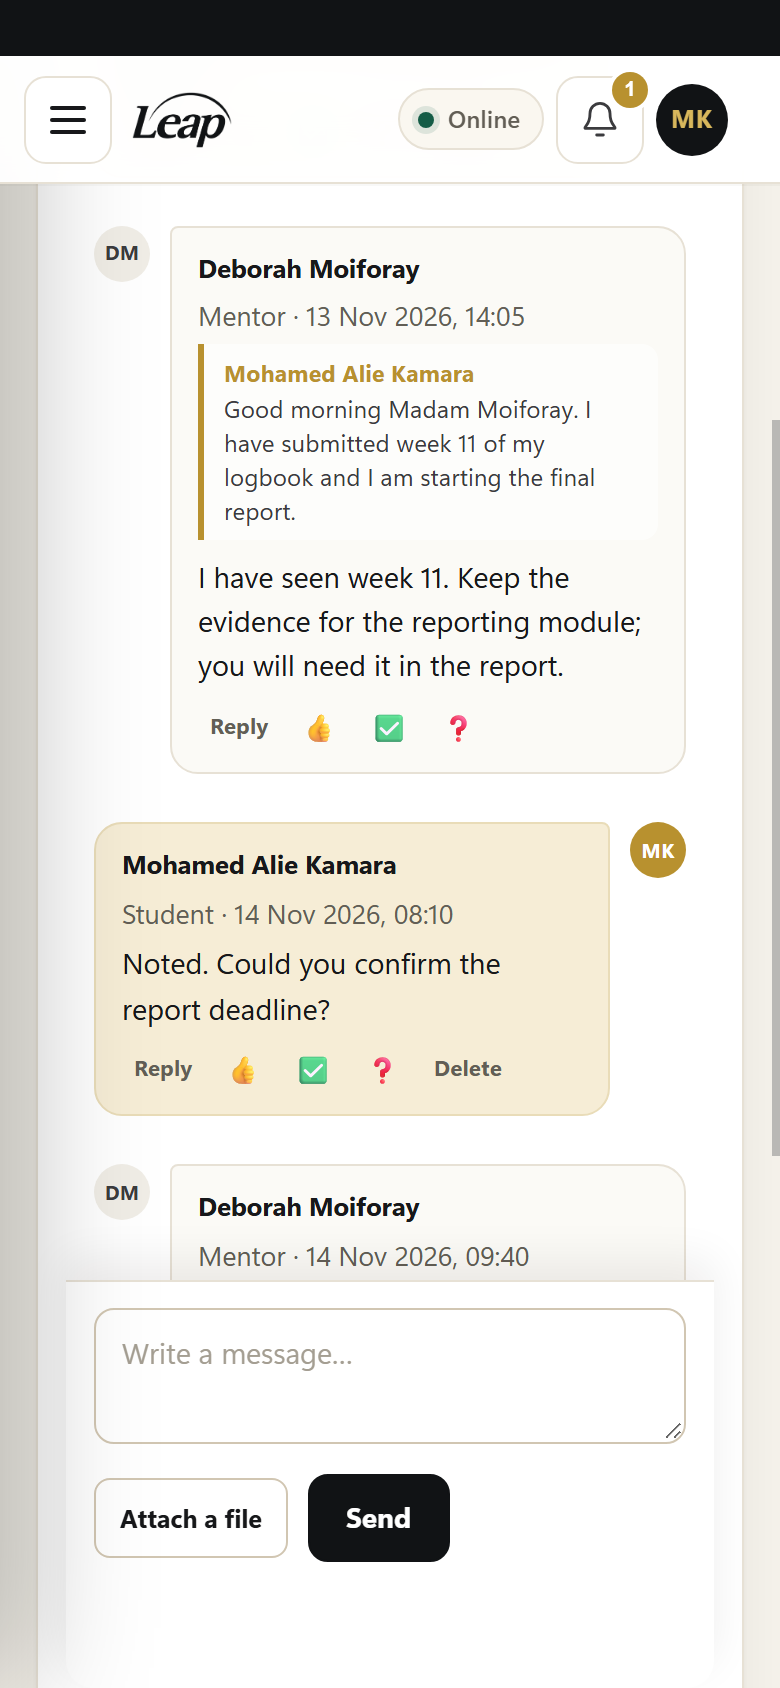 Leap
Online
1
MK
DM
Deborah Moiforay
Mentor · 13 Nov 2026, 14:05
Mohamed Alie Kamara
Good morning Madam Moiforay. I
have submitted week 11 of my
logbook and I am starting the final
report.
I have seen week 11. Keep the
evidence for the reporting module;
you will need it in the report.
Reply 👍 ✅ ❓
Mohamed Alie Kamara
MK
Student · 14 Nov 2026, 08:10
Noted. Could you confirm the
report deadline?
Reply 👍 ✅ ❓ Delete
DM
Deborah Moiforay
Mentor · 14 Nov 2026, 09:40
Write a message...
Attach a file
Send